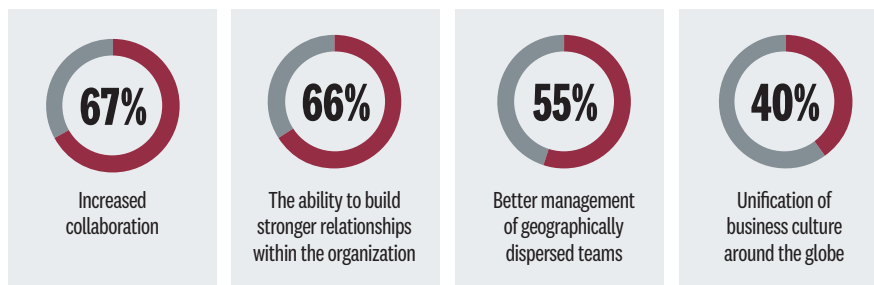 67%
Increased
collaboration
66%
The ability to build
stronger relationships
within the organization
55%
Better management
of geographically
dispersed teams
40%
Unification of
business culture
around the globe